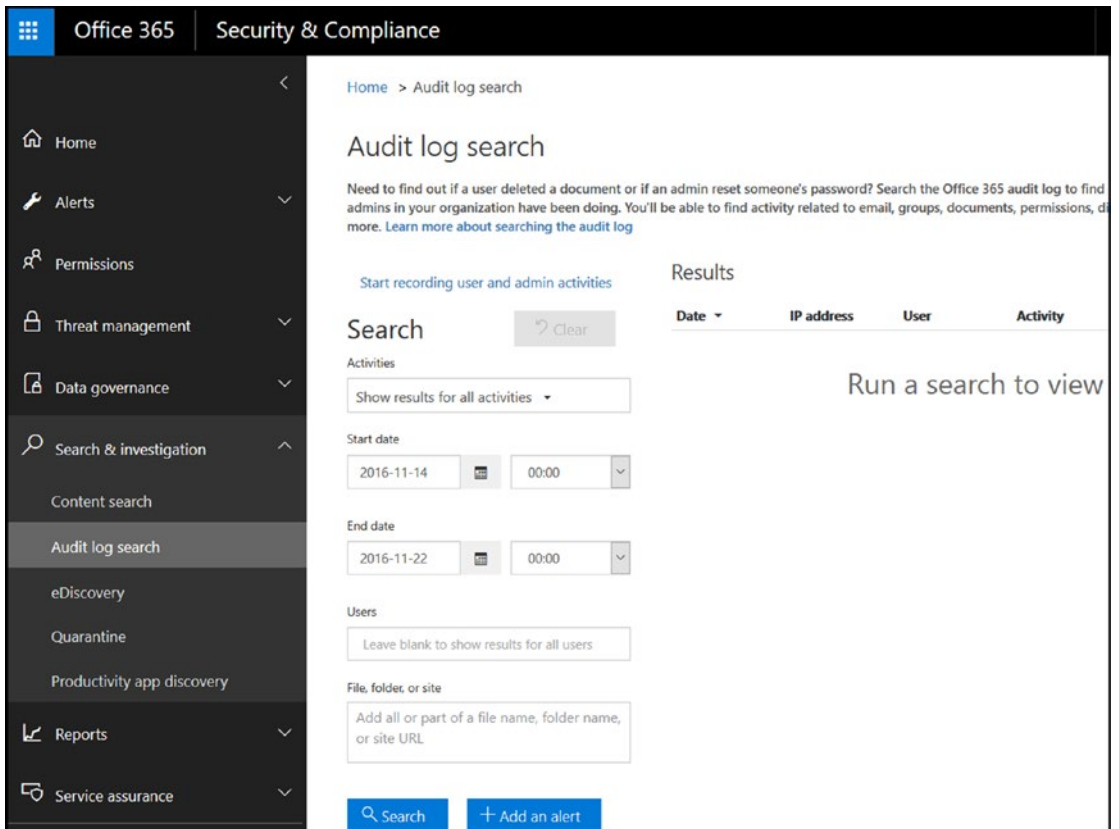 Office 365
Security & Compliance
Home
Alerts
Permissions
Threat management
Data governance
Search & investigation
Content search
Audit log search
eDiscovery
Quarantine
Productivity app discovery
Reports
Service assurance
Home > Audit log search
Audit log search
Need to find out if a user deleted a document or if an admin reset someone's password? Search the Office 365 audit log to find
admins in your organization have been doing. You'll be able to find activity related to email, groups, documents, permissions, di
more. Learn more about searching the audit log
Start recording user and admin activities
Search
Clear
Activities
Show results for all activities
Start date
2016-11-14
00:00
End date
2016-11-22
00:00
Users
Leave blank to show results for all users
File, folder, or site
Add all or part of a file name, folder name,
or site URL
Search
Add an alert
Results
Date
IP address
User
Activity
Run a search to view